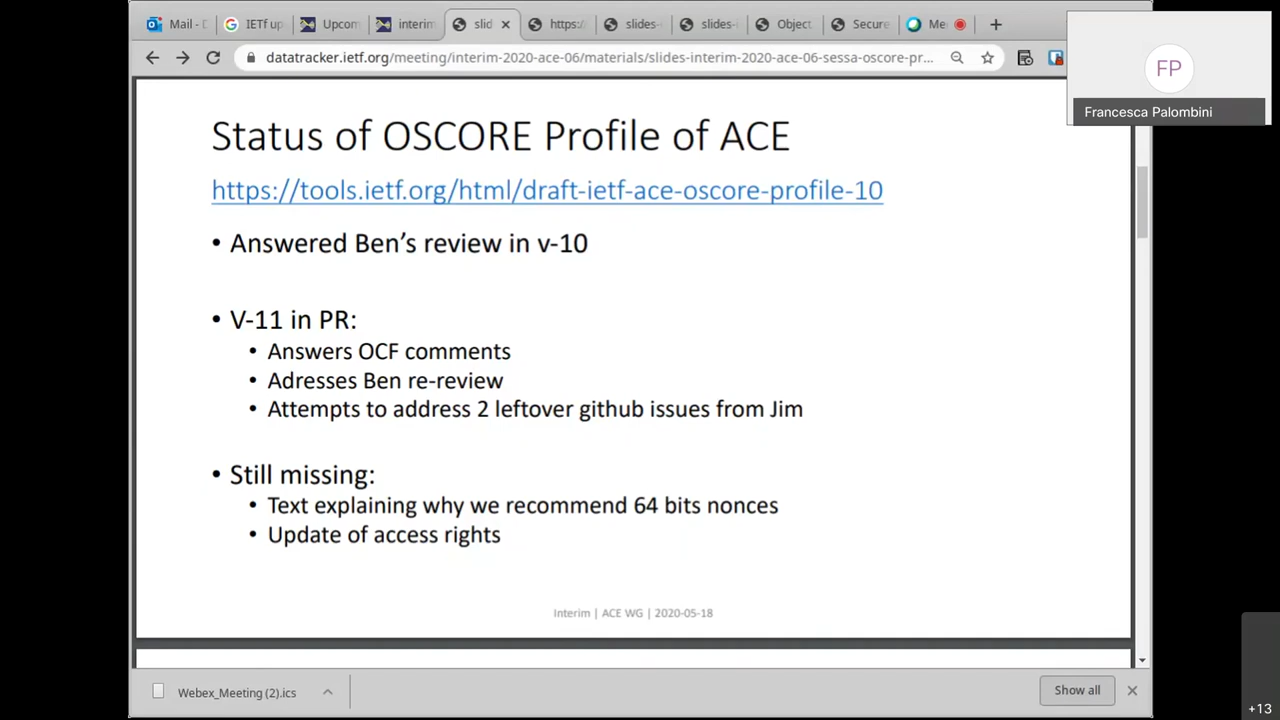 Mail - D
IETf up
Upcom
interim
slid
https:/
slides-
slides-
Object
Secure
Me
datatracker.ietf.org/meeting/interim-2020-ace-06/materials/slides-interim-2020-ace-06-sessa-oscore-pr...
FP
Francesca Palombini
Status of OSCORE Profile of ACE
https://tools.ietf.org/html/draft-ietf-ace-oscore-profile-10
• Answered Ben’s review in v-10
• V-11 in PR:
• Answers OCF comments
• Adresses Ben re-review
• Attempts to address 2 leftover github issues from Jim
• Still missing:
• Text explaining why we recommend 64 bits nonces
• Update of access rights
Interim | ACE WG | 2020-05-18
Webex_Meeting (2).ics
Show all
+13